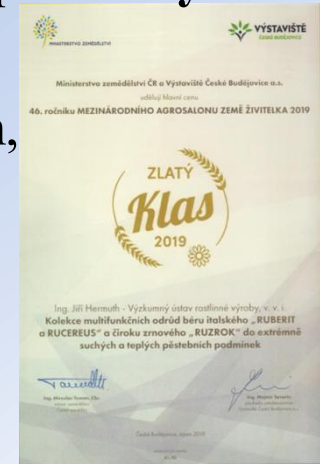 MINISTERSTVO ZEMĚDĚLSTVÍ
VÝSTAVIŠTĚ
ČESKÉ BUDĚJOVICE
Ministerstvo zemědělství ČR a Výstaviště České Budějovice a.s.
udělují hlavní cenu
46. ročníku MEZINÁRODNÍHO AGROSALONU ZEMĚ ŽIVITELKA 2019
ZLATÝ
Klas
2019
Ing. Jiří Hermuth - Výzkumný ústav rostlinné výroby, v. v. i.
Kolekce multifunkčních odrůd béru italského „RUBERIT
a RUCEREUS“ a čiroku zrnového „RUZROK“ do extrémně
suchých a teplých pěstebních podmínek
České Budějovice, srpen 2019